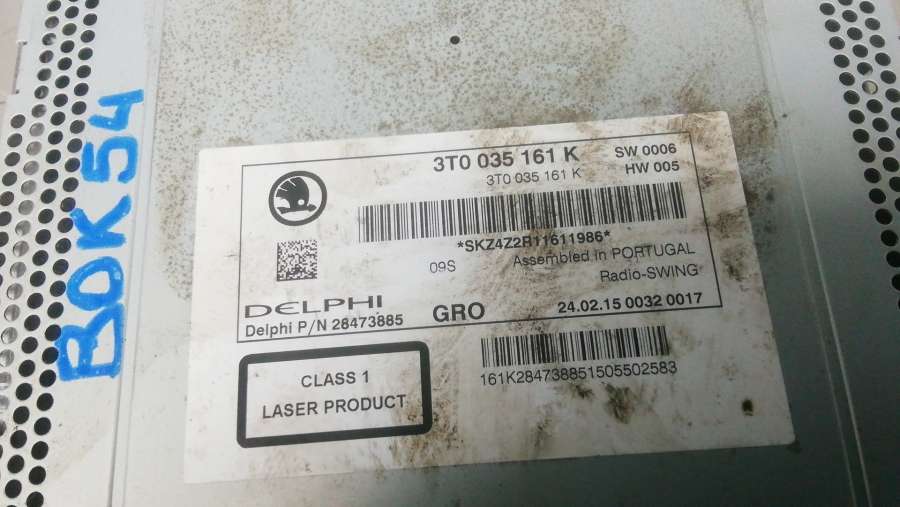 BOK54
3T0 035 161 K
SW 0006
3T0 035 161 K
HW 005
*SKZ4Z2R11611986*
09S
Assembled in PORTUGAL
Radio-SWING
DELPHI
Delphi P/N 28473885
GRO
24.02.15 0032 0017
161K284738851505502583
CLASS 1
LASER PRODUCT